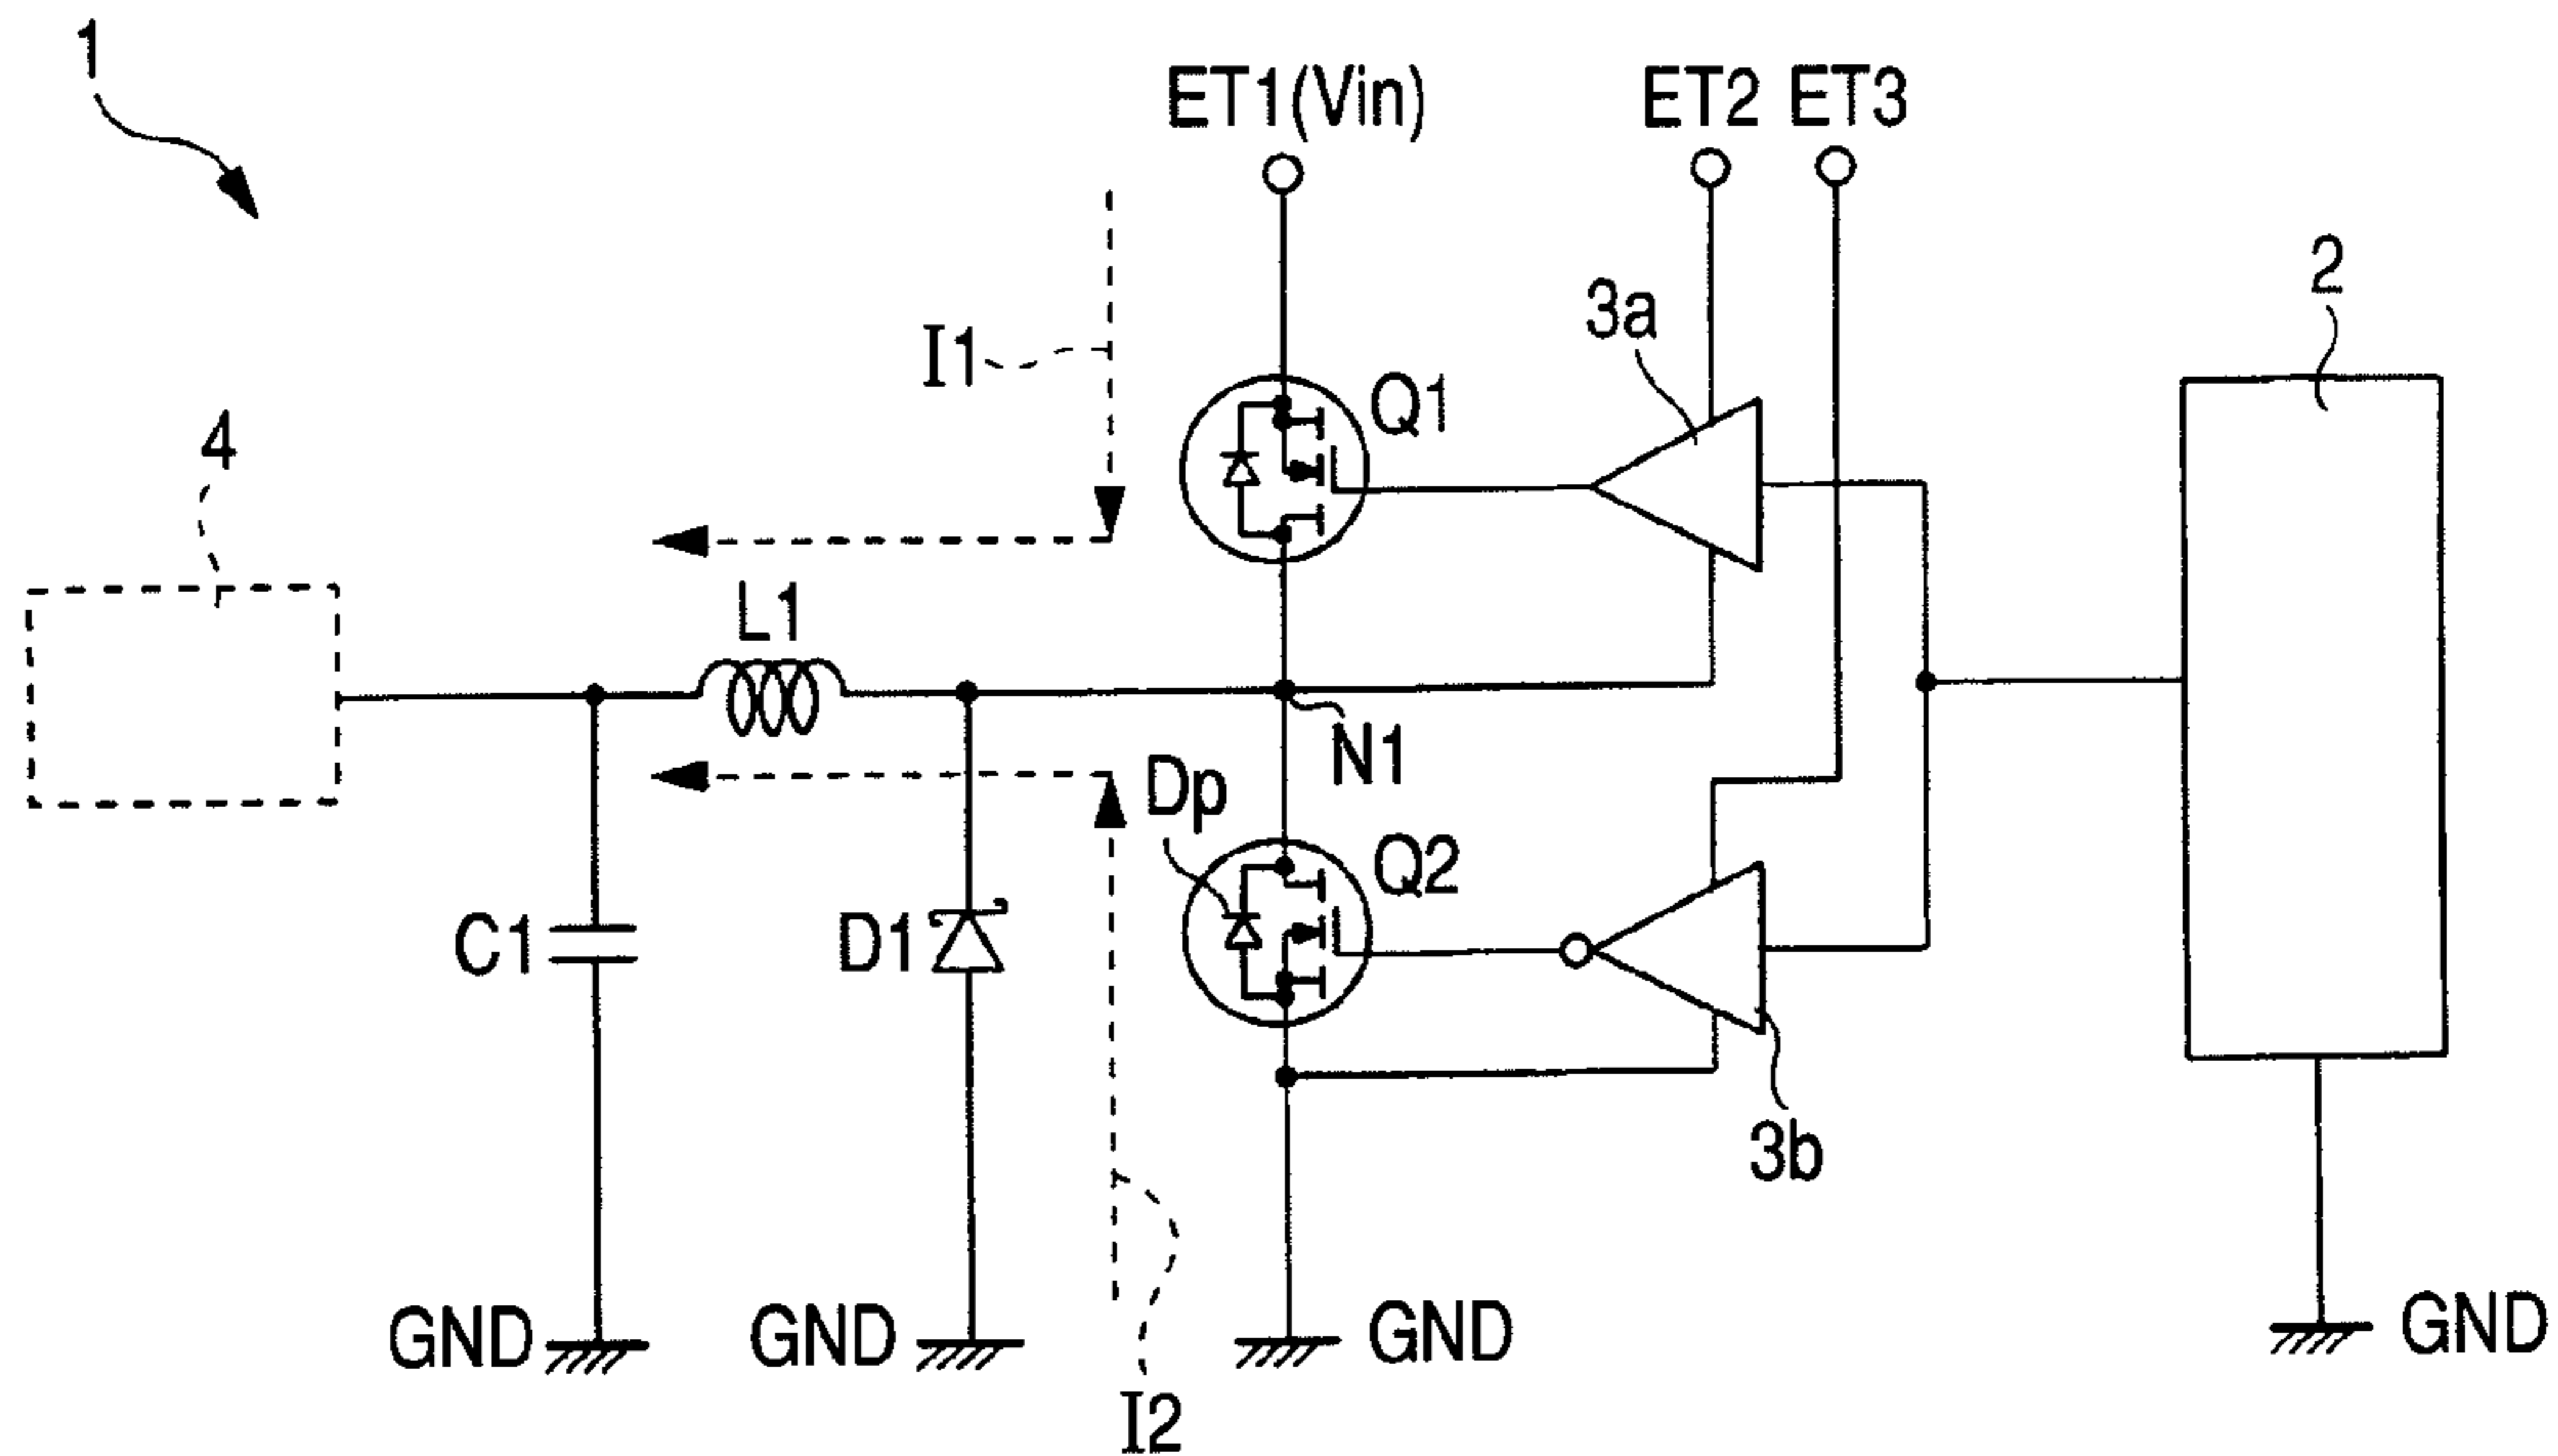 1
ET1(Vin)
ET2
ET3
2
3a
I1
Q1
4
L1
N1
Dp
Q2
C1
D1
3b
GND
GND
GND
GND
I2